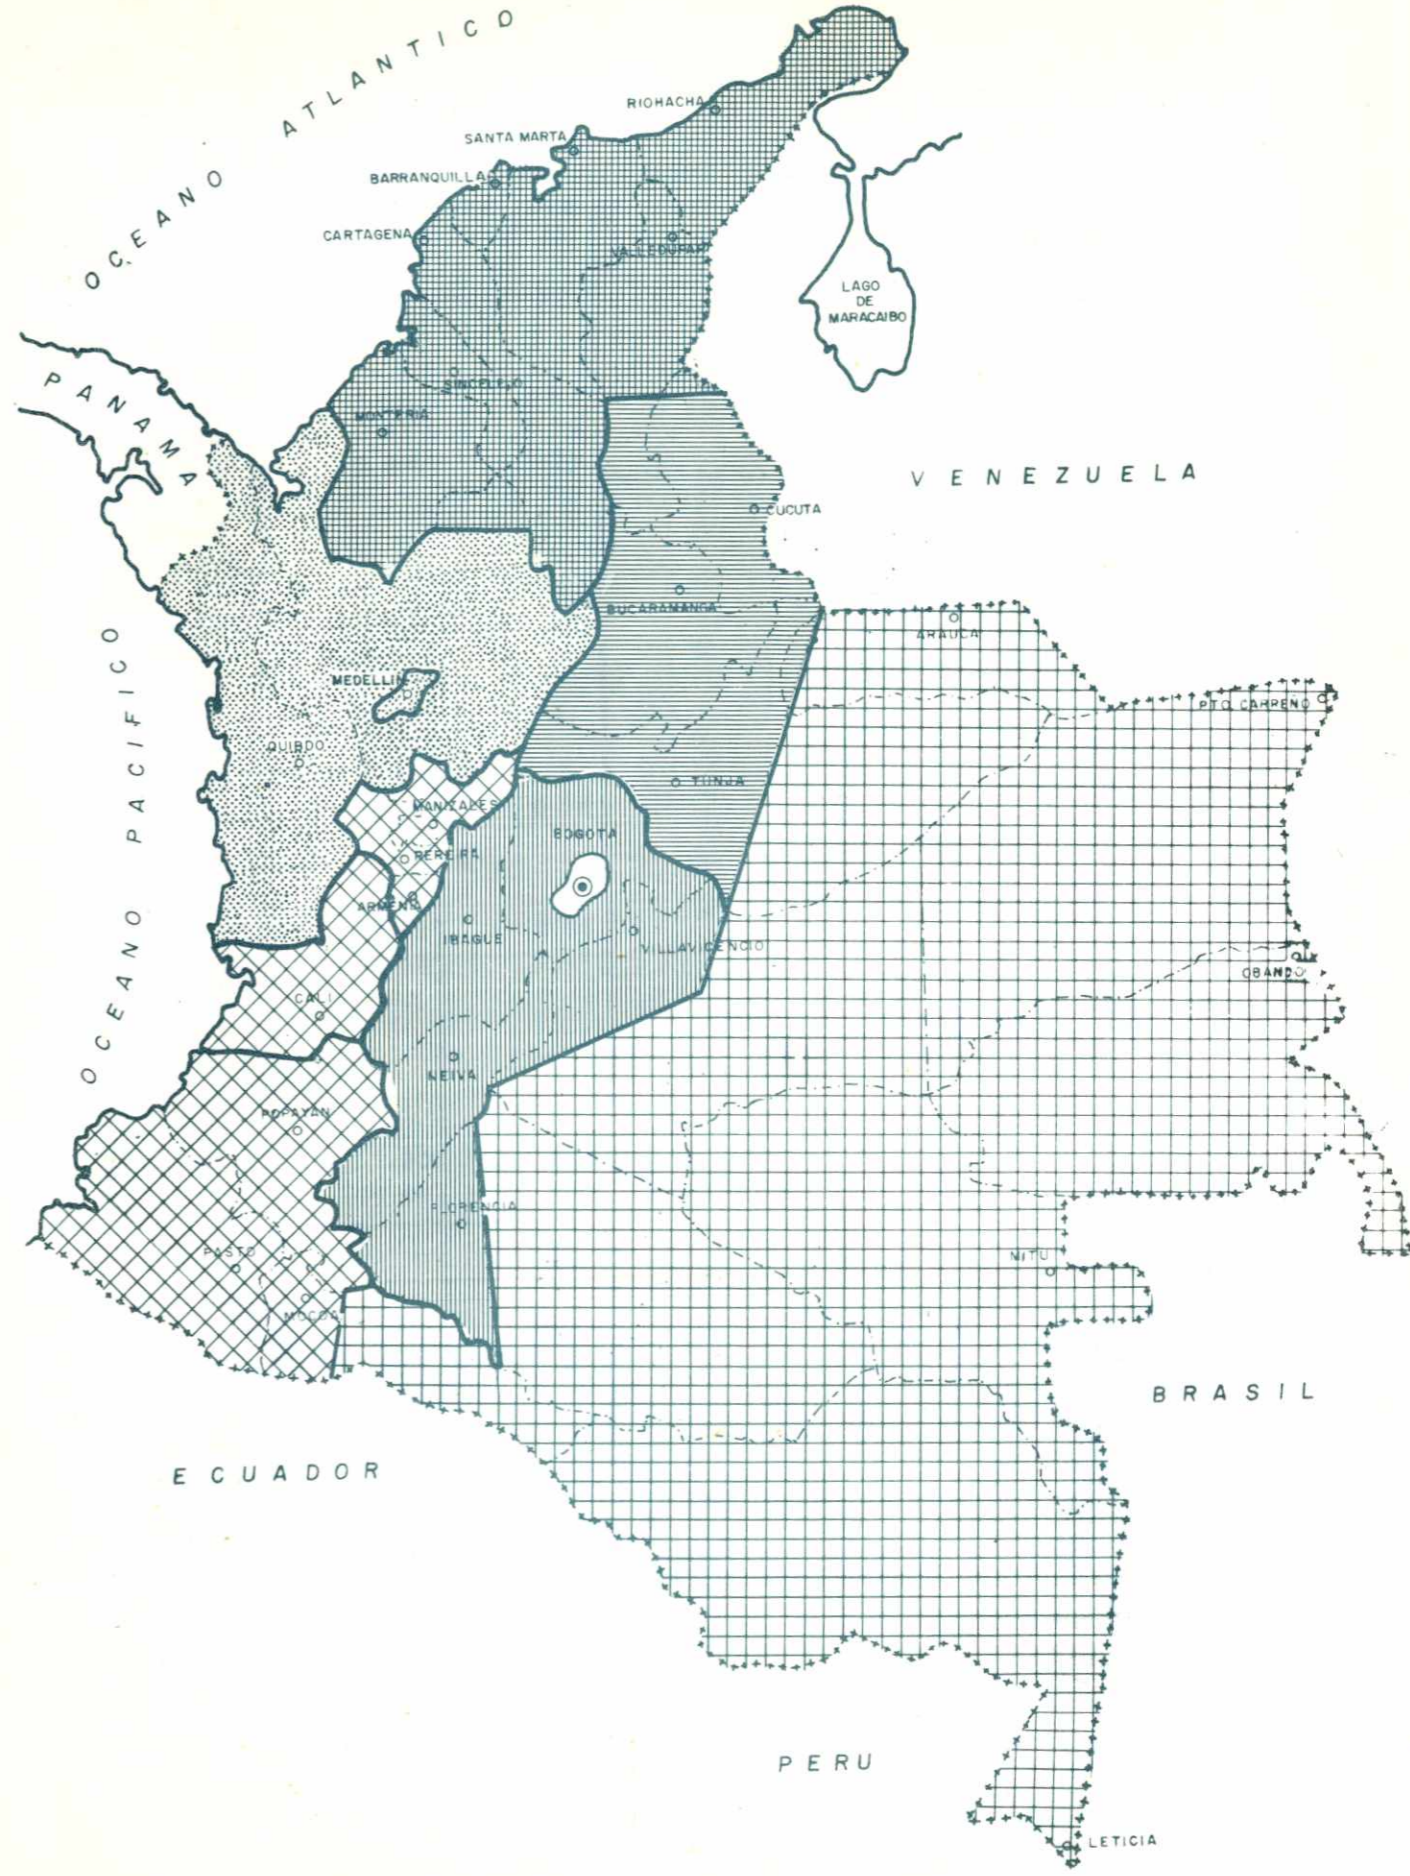 OCEANO ATLANTICO
RIOHACHA
SANTA MARTA
BARRANQUILLA
CARTAGENA
VALLEDUPAR
LAGO
DE
MARACAIBO
PANAMA
SINCELEJO
MONTERIA
VENEZUELA
CUCUTA
BUCARAMANGA
ARAUCA
OCEANO PACIFICO
MEDELLIN
PTO. CARREÑO
QUIBDO
TUNJA
MANIZALES
BOGOTA
PEREIRA
ARMENIA
IBAGUE
VILLAVICENCIO
OBANDO
CALI
NEIVA
POPAYAN
FLORENCIA
PASTO
MITU
MOCOA
BRASIL
ECUADOR
PERU
LETICIA